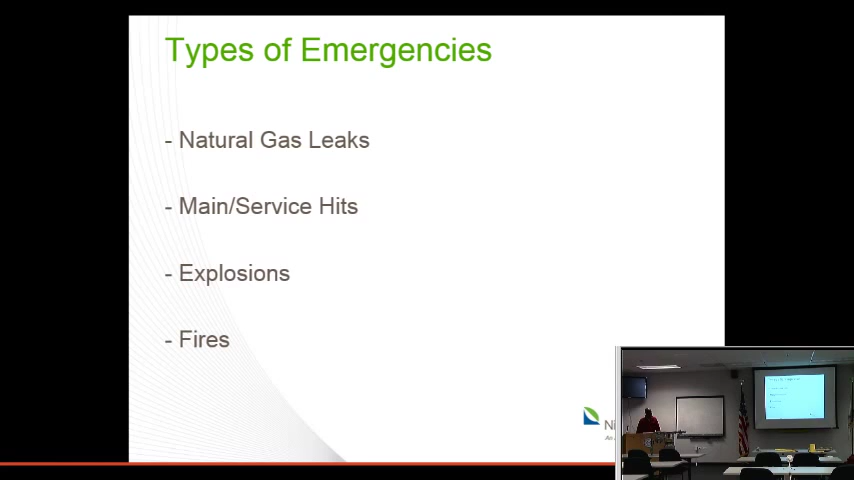 Types of Emergencies
- Natural Gas Leaks
- Main/Service Hits
- Explosions
- Fires